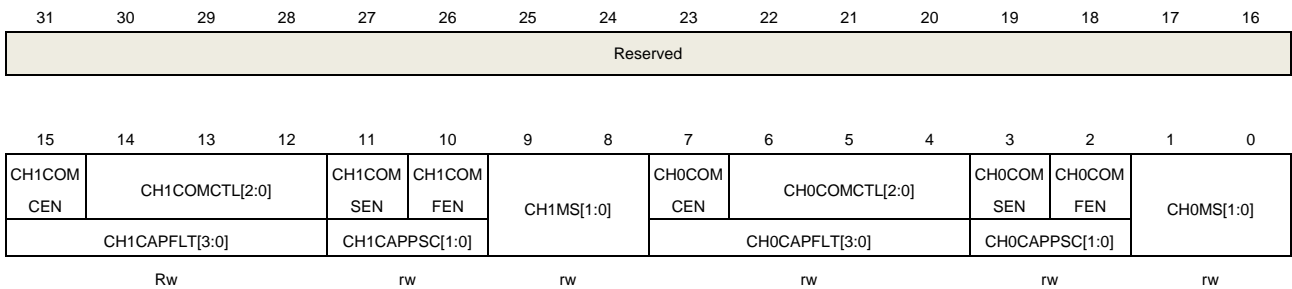 31 30 29 28 27 26 25 24 23 22 21 20 19 18 17 16
Reserved
15 14 13 12 11 10 9 8 7 6 5 4 3 2 1 0
CH1COM CEN CH1COMCTL[2:0] CH1COM SEN CH1COM FEN CH1MS[1:0] CH0COM CEN CH0COMCTL[2:0] CH0COM SEN CH0COM FEN CH0MS[1:0]
CH1CAPFLT[3:0] CH1CAPPSC[1:0] CH0CAPFLT[3:0] CH0CAPPSC[1:0]
Rw rw rw rw rw rw